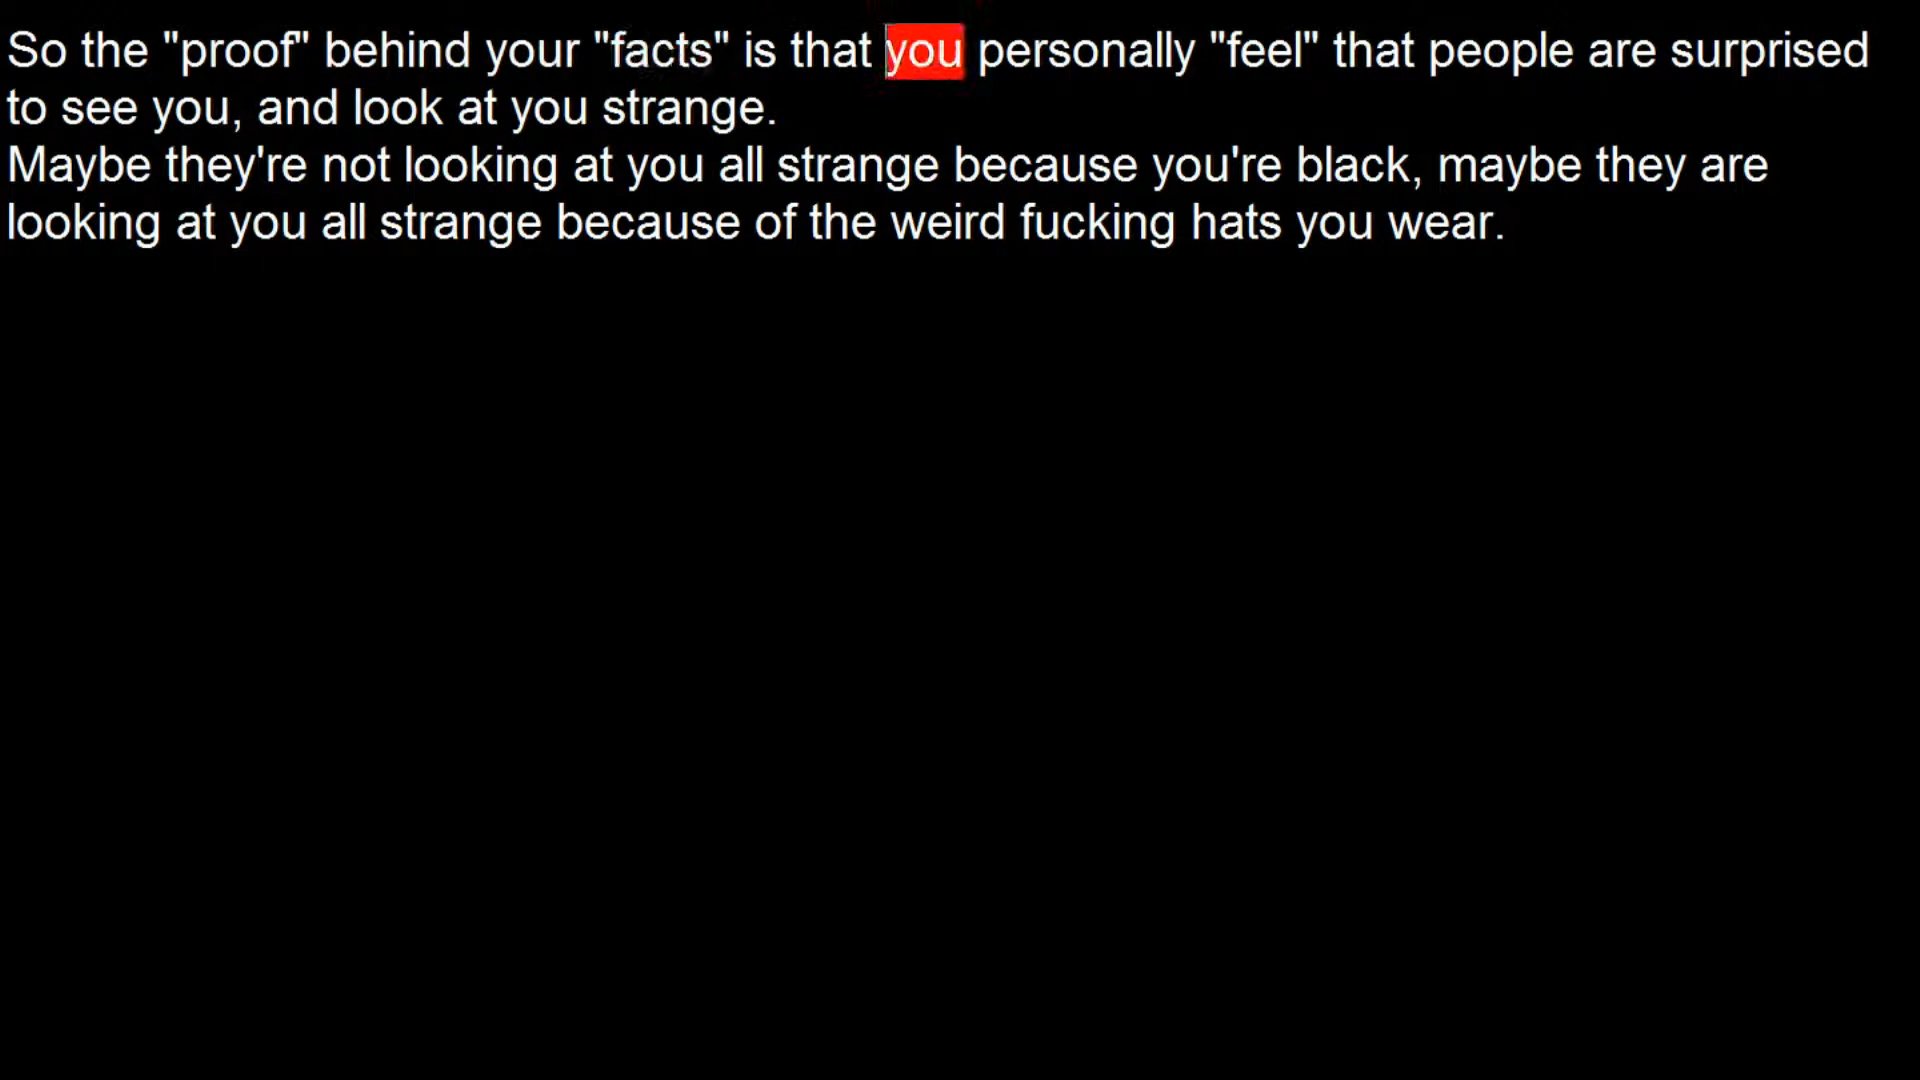 So the "proof" behind your "facts" is that you personally "feel" that people are surprised
to see you, and look at you strange.
Maybe they're not looking at you all strange because you're black, maybe they are
looking at you all strange because of the weird fucking hats you wear.